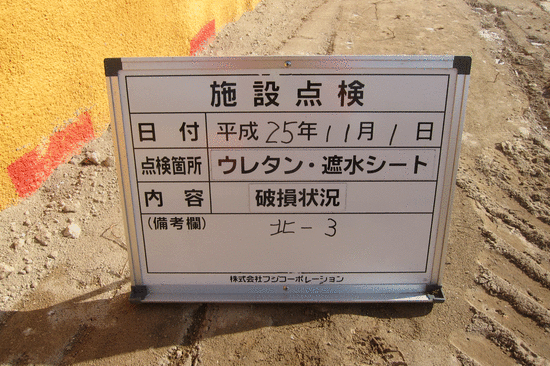 施設点検
日付 平成25年11月1日
点検箇所 ウレタン・遮水シート
内容 破損状況
(備考欄) 北-3
株式会社フジコーポレーション